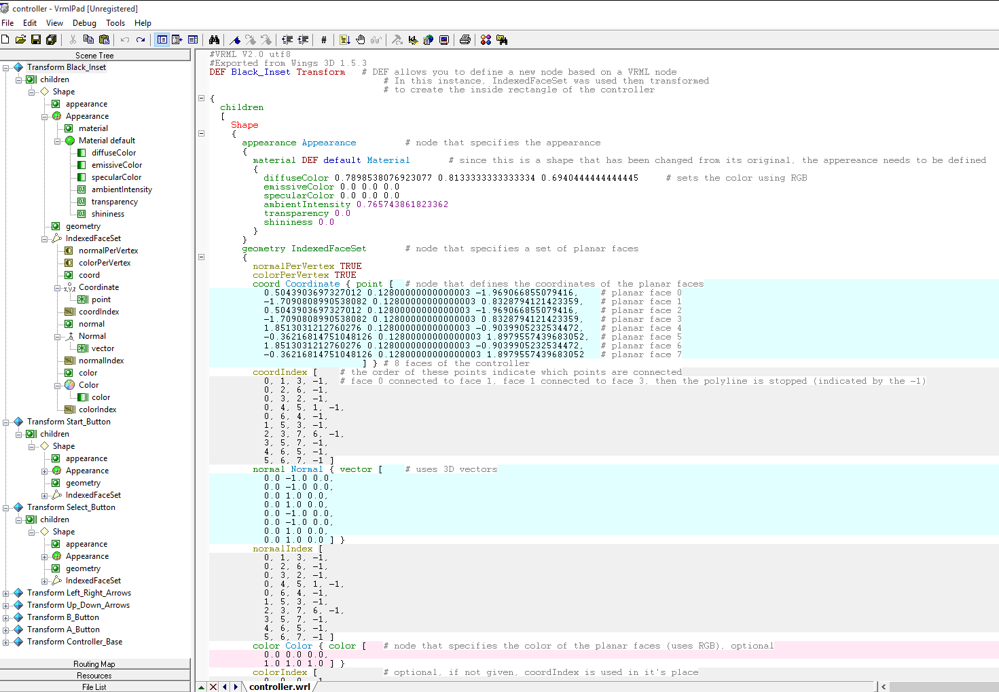 controller - VrmlPad [Unregistered]
File Edit View Debug Tools Help
Scene Tree
Transform Black_Inset
children
Shape
appearance
Appearance
material
Material default
diffuseColor
emissiveColor
specularColor
ambientIntensity
transparency
shininess
geometry
IndexedFaceSet
normalPerVertex
colorPerVertex
coord
Coordinate
point
coordIndex
normal
Normal
vector
normalIndex
color
Color
color
colorIndex
Transform Start_Button
children
Shape
appearance
Appearance
geometry
IndexedFaceSet
Transform Select_Button
children
Shape
appearance
Appearance
geometry
IndexedFaceSet
Transform Left_Right_Arrows
Transform Up_Down_Arrows
Transform B_Button
Transform A_Button
Transform Controller_Base
Routing Map
Resources
File List
#VRML V2.0 utf8
#Exported from Wings 3D 1.5.3
DEF Black_Inset Transform # DEF allows you to define a new node based on a VRML node
# In this instance, IndexedFaceSet was used then transformed
# to create the inside rectangle of the controller
{
children
[
Shape
{
appearance Appearance # node that specifies the appearance
{
material DEF default Material # since this is a shape that has been changed from its original, the appereance needs to be defined
{
diffuseColor 0.7898538076923077 0.8133333333333334 0.6940444444444445 # sets the color using RGB
emissiveColor 0.0 0.0 0.0
specularColor 0.0 0.0 0.0
ambientIntensity 0.765743861823362
transparency 0.0
shininess 0.0
}
}
geometry IndexedFaceSet # node that specifies a set of planar faces
{
normalPerVertex TRUE
colorPerVertex TRUE
coord Coordinate { point [ # node that defines the coordinates of the planar faces
0.5043903697327012 0.12800000000000003 -1.969066855079416, # planar face 0
-1.7090808990538082 0.12800000000000003 0.8328794121423359, # planar face 1
0.5043903697327012 0.128000000000000003 -1.969066855079416, # planar face 2
-1.7090808990538082 0.128000000000000003 0.8328794121423359, # planar face 3
1.8513031212760276 0.12800000000000003 -0.9039905232534472, # planar face 4
-0.36216814751048126 0.12800000000000003 1.8979557439683052, # planar face 5
1.8513031212760276 0.128000000000000003 -0.9039905232534472, # planar face 6
-0.36216814751048126 0.128000000000000003 1.8979557439683052 # planar face 7
] } # 8 faces of the controller
coordIndex [ # the order of these points indicate which points are connected
0, 1, 3, -1, # face 0 connected to face 1, face 1 connected to face 3, then the polyline is stopped (indicated by the -1)
0, 2, 6, -1,
0, 3, 2, -1,
0, 4, 5, 1, -1,
0, 6, 4, -1,
1, 5, 3, -1,
2, 3, 7, 6, -1,
3, 5, 7, -1,
4, 6, 5, -1,
5, 6, 7, -1 ]
normal Normal { vector [ # uses 3D vectors
0.0 -1.0 0.0,
0.0 -1.0 0.0,
0.0 1.0 0.0,
0.0 1.0 0.0,
0.0 -1.0 0.0,
0.0 -1.0 0.0,
0.0 1.0 0.0,
0.0 1.0 0.0 ] }
normalIndex [
0, 1, 3, -1,
0, 2, 6, -1,
0, 3, 2, -1,
0, 4, 5, 1, -1,
0, 6, 4, -1,
1, 5, 3, -1,
2, 3, 7, 6, -1,
3, 5, 7, -1,
4, 6, 5, -1,
5, 6, 7, -1 ]
color Color { color [ # node that specifies the color of the planar faces (uses RGB), optional
0.0 0.0 0.0,
1.0 1.0 1.0 ] }
colorIndex [ # optional, if not given, coordIndex is used in it's place
controller.wrl